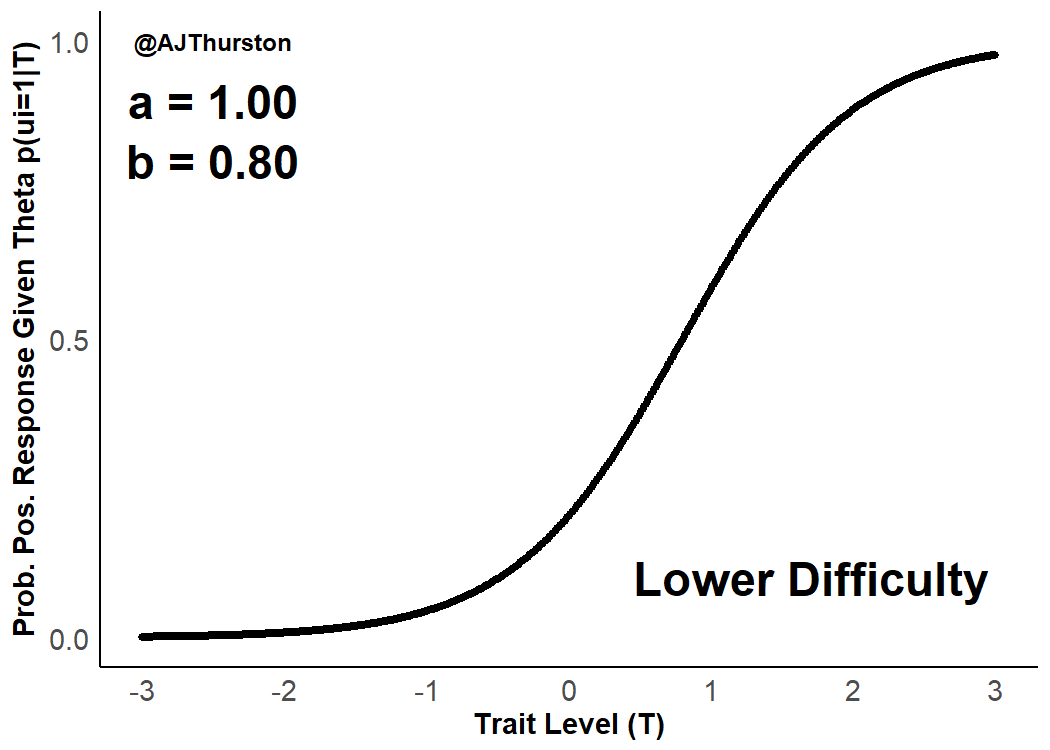 @AJThurston
a = 1.00
b = 0.80
Prob. Pos. Response Given Theta p(ui=1|T)
1.0
0.5
0.0
Lower Difficulty
-3 -2 -1 0 1 2 3
Trait Level (T)